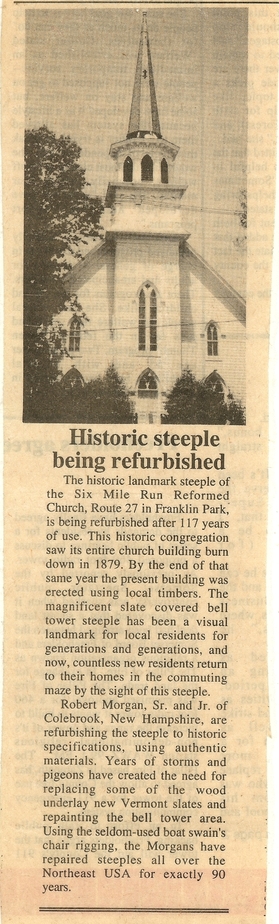 Historic steeple
being refurbished
The historic landmark steeple of
the Six Mile Run Reformed
Church, Route 27 in Franklin Park,
is being refurbished after 117 years
of use. This historic congregation
saw its entire church building burn
down in 1879. By the end of that
same year the present building was
erected using local timbers. The
magnificent slate covered bell
tower steeple has been a visual
landmark for local residents for
generations and generations, and
now, countless new residents return
to their homes in the commuting
maze by the sight of this steeple.
Robert Morgan, Sr. and Jr. of
Colebrook, New Hampshire, are
refurbishing the steeple to historic
specifications, using authentic
materials. Years of storms and
pigeons have created the need for
replacing some of the wood
underlay new Vermont slates and
repainting the bell tower area.
Using the seldom-used boat swain's
chair rigging, the Morgans have
repaired steeples all over the
Northeast USA for exactly 90
years.